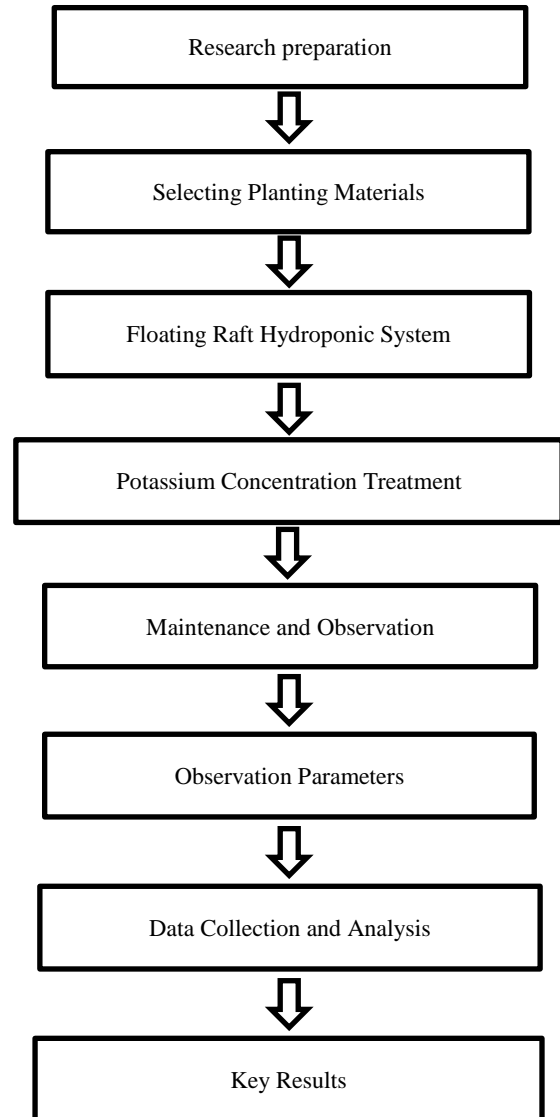 Research preparation
Selecting Planting Materials
Floating Raft Hydroponic System
Potassium Concentration Treatment
Maintenance and Observation
Observation Parameters
Data Collection and Analysis
Key Results